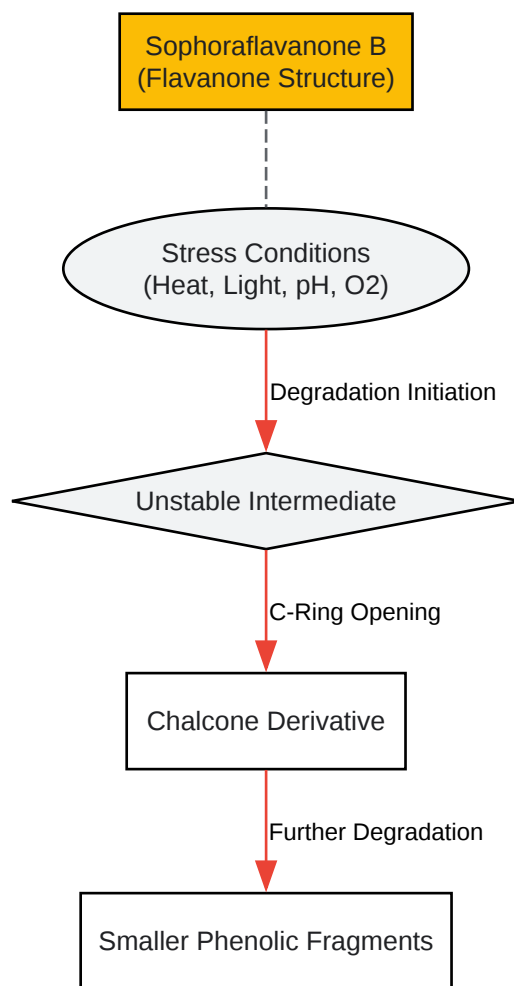 Sophoraflavanone B
(Flavanone Structure)
Stress Conditions
(Heat, Light, pH, O2)
Degradation Initiation
Unstable Intermediate
C-Ring Opening
Chalcone Derivative
Further Degradation
Smaller Phenolic Fragments